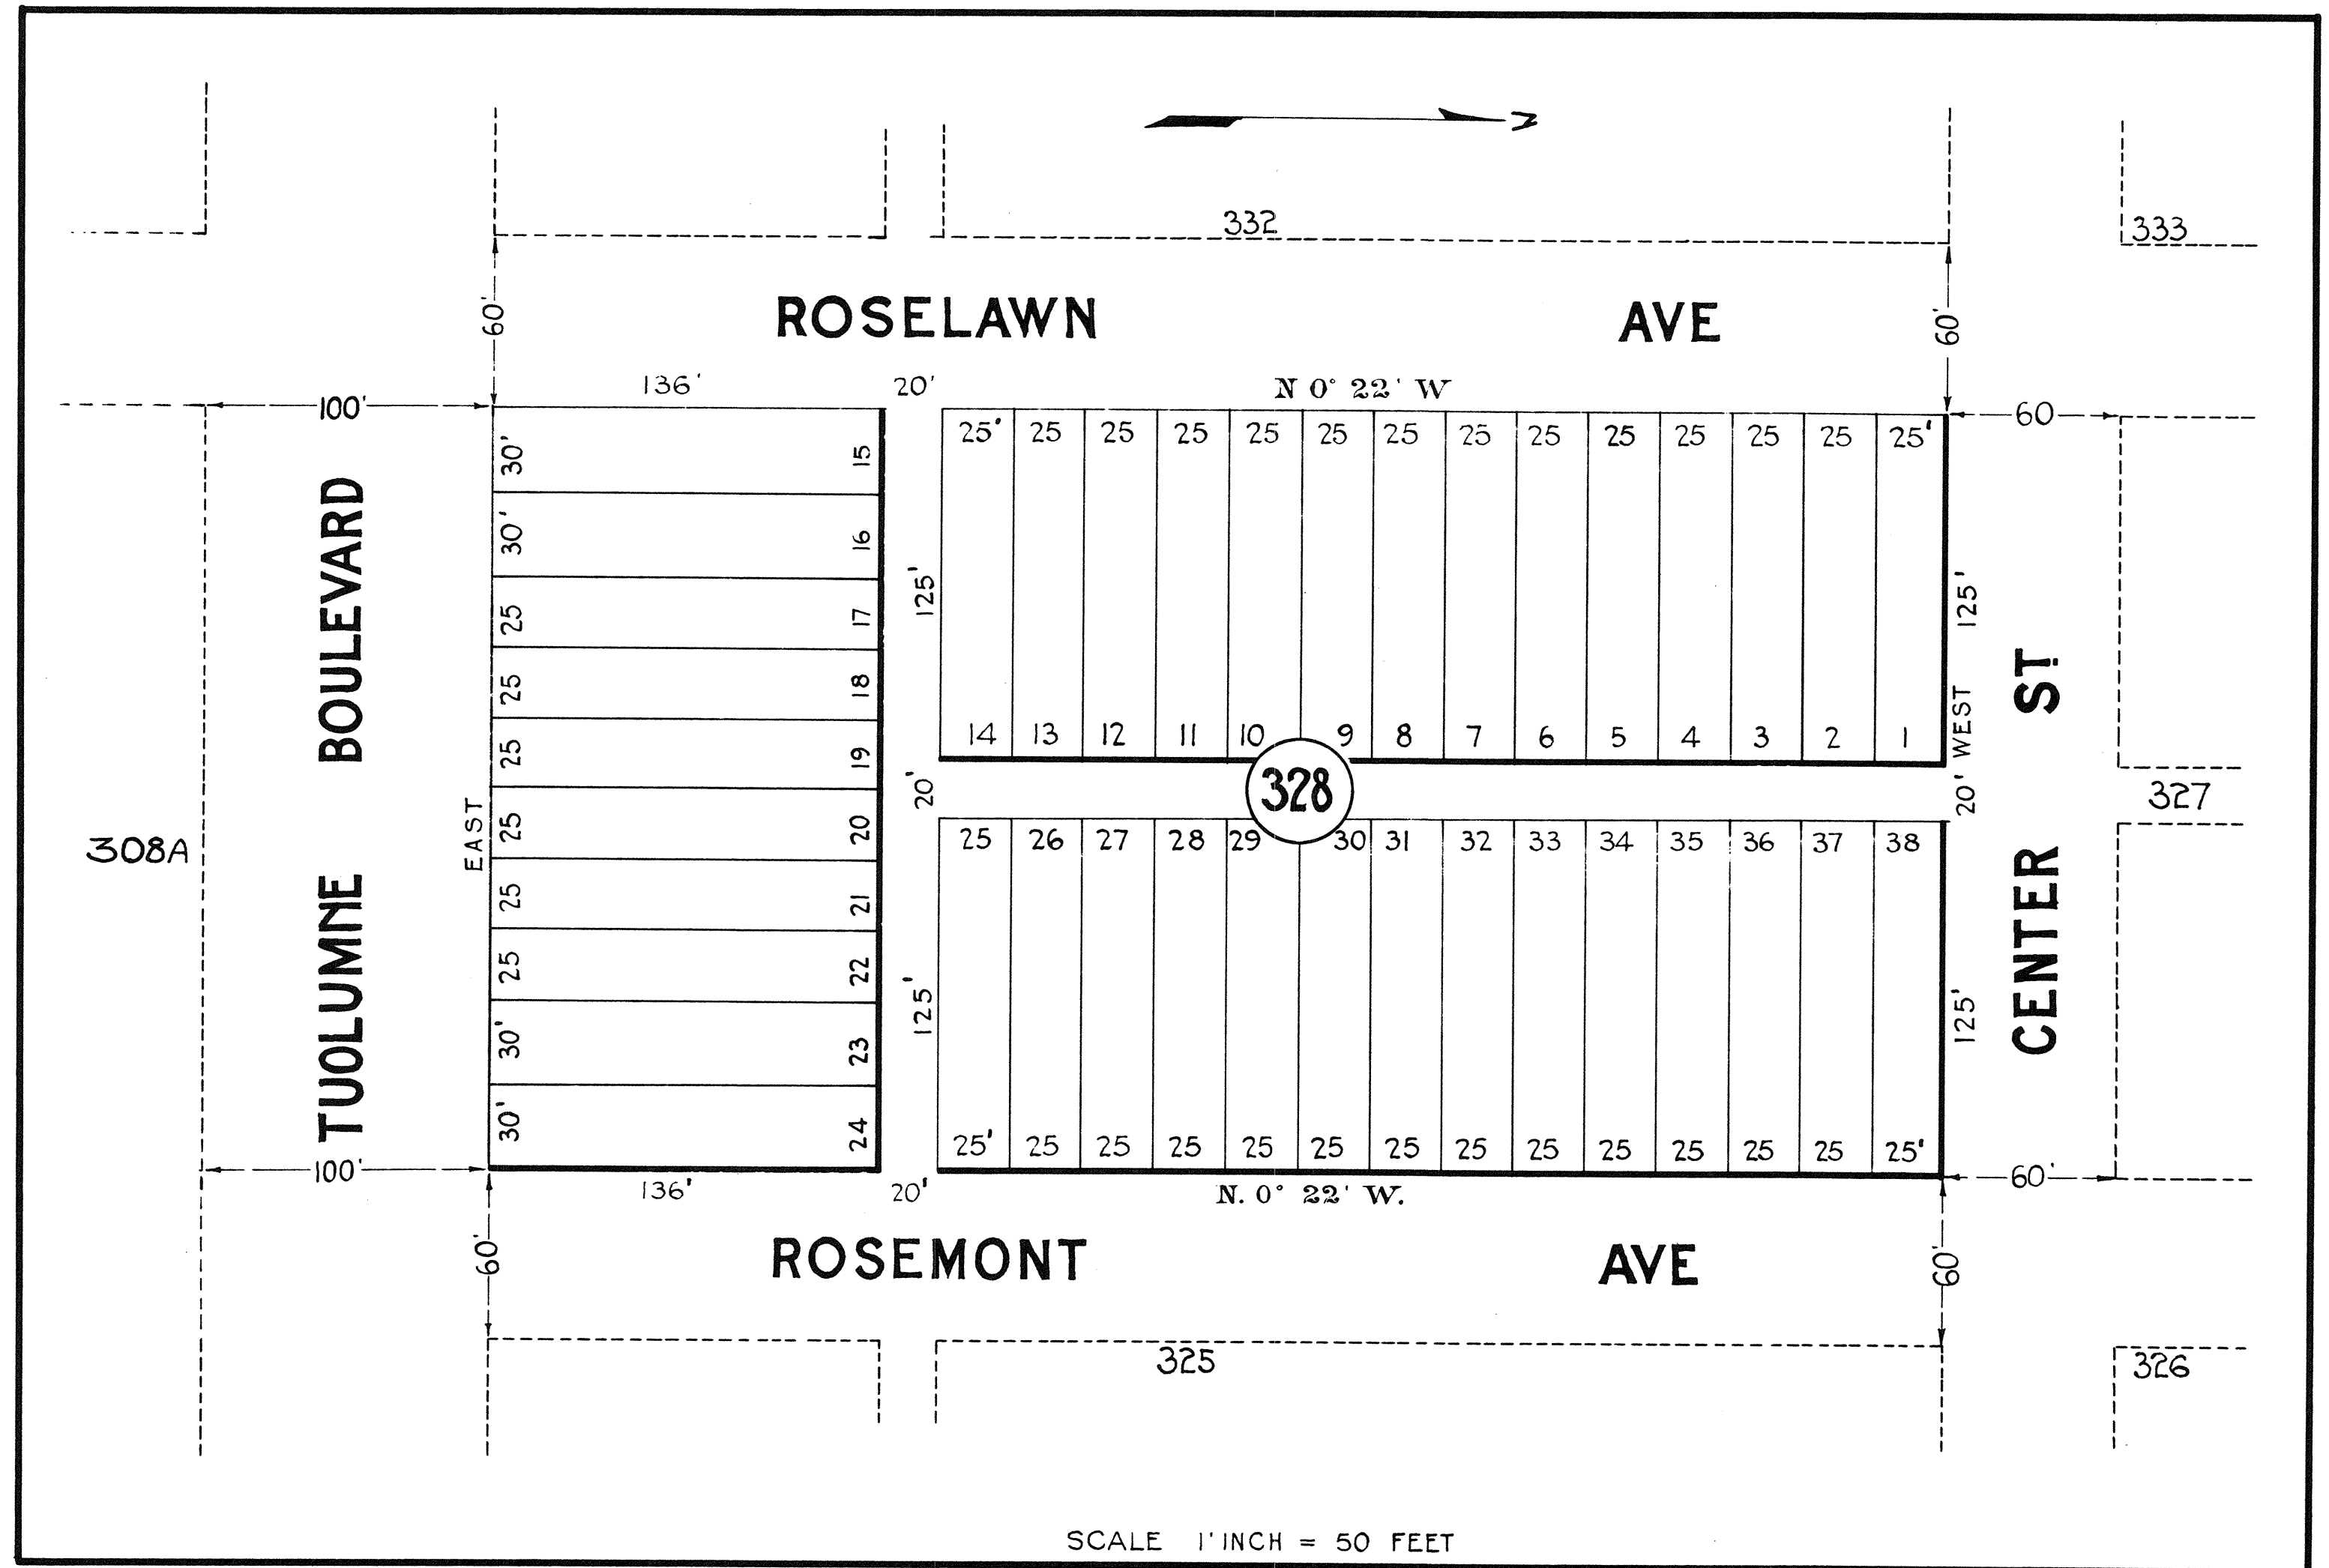 N
332
333
ROSELAWN AVE
60'
60'
136'
20'
N 0° 22' W
100'
60
25' 25 25 25 25 25 25 25 25 25 25 25 25 25'
30' 15
30' 16
25 17
25 18
25 19
25 20
25 21
25 22
30' 23
30' 24
125'
125'
14 13 12 11 10 9 8 7 6 5 4 3 2 1
WEST
20'
328
20'
327
25 26 27 28 29 30 31 32 33 34 35 36 37 38
EAST
308A
TUOLUMNE BOULEVARD
CENTER ST.
125'
125'
25' 25 25 25 25 25 25 25 25 25 25 25 25 25'
100'
60'
136'
20'
N. 0° 22' W.
60'
60'
ROSEMONT AVE
325
326
SCALE 1' INCH = 50 FEET